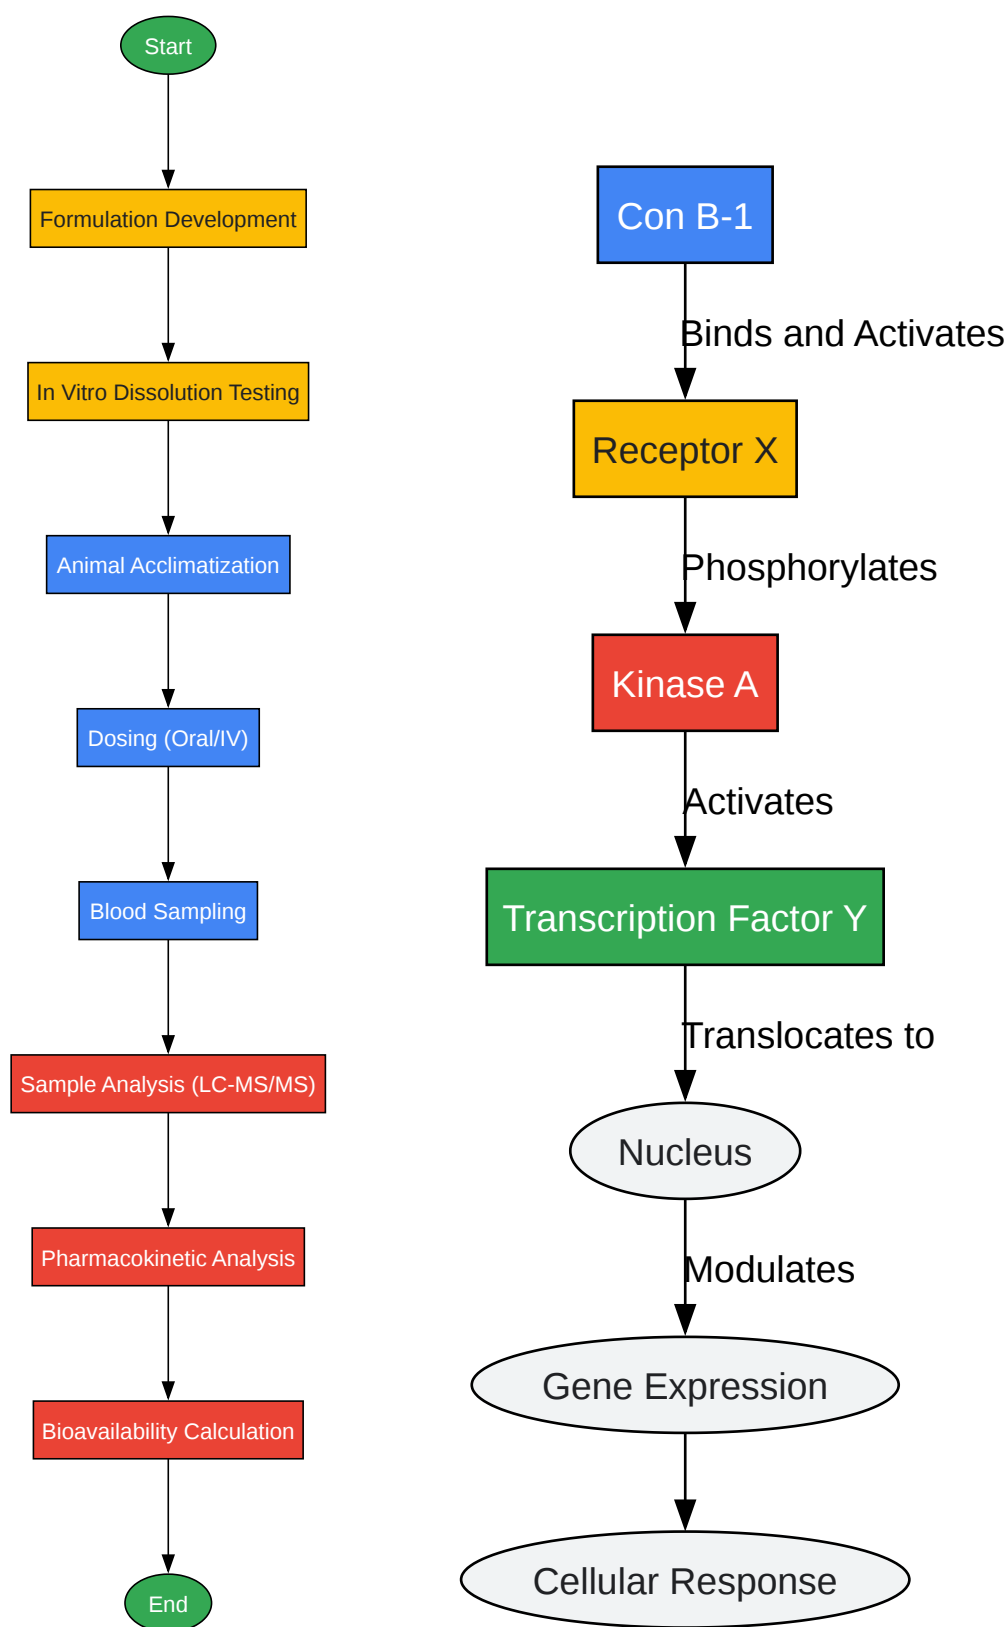 Start
Formulation Development
In Vitro Dissolution Testing
Animal Acclimatization
Dosing (Oral/IV)
Blood Sampling
Sample Analysis (LC-MS/MS)
Pharmacokinetic Analysis
Bioavailability Calculation
End
Con B-1
Binds and Activates
Receptor X
Phosphorylates
Kinase A
Activates
Transcription Factor Y
Translocates to
Nucleus
Modulates
Gene Expression
Cellular Response